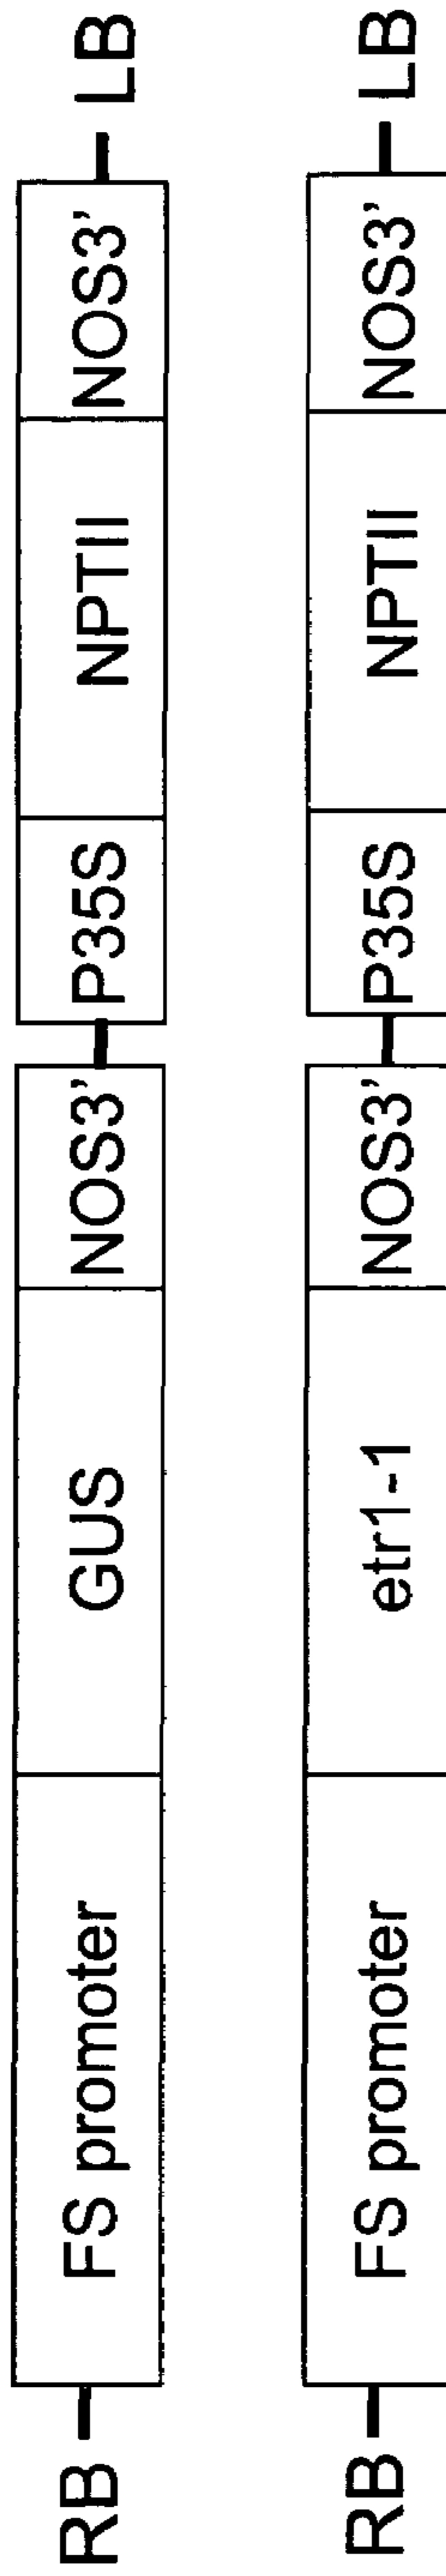 RB FS promoter GUS NOS3' P35S NPTII NOS3' LB
RB FS promoter etr1-1 NOS3' P35S NPTII NOS3' LB